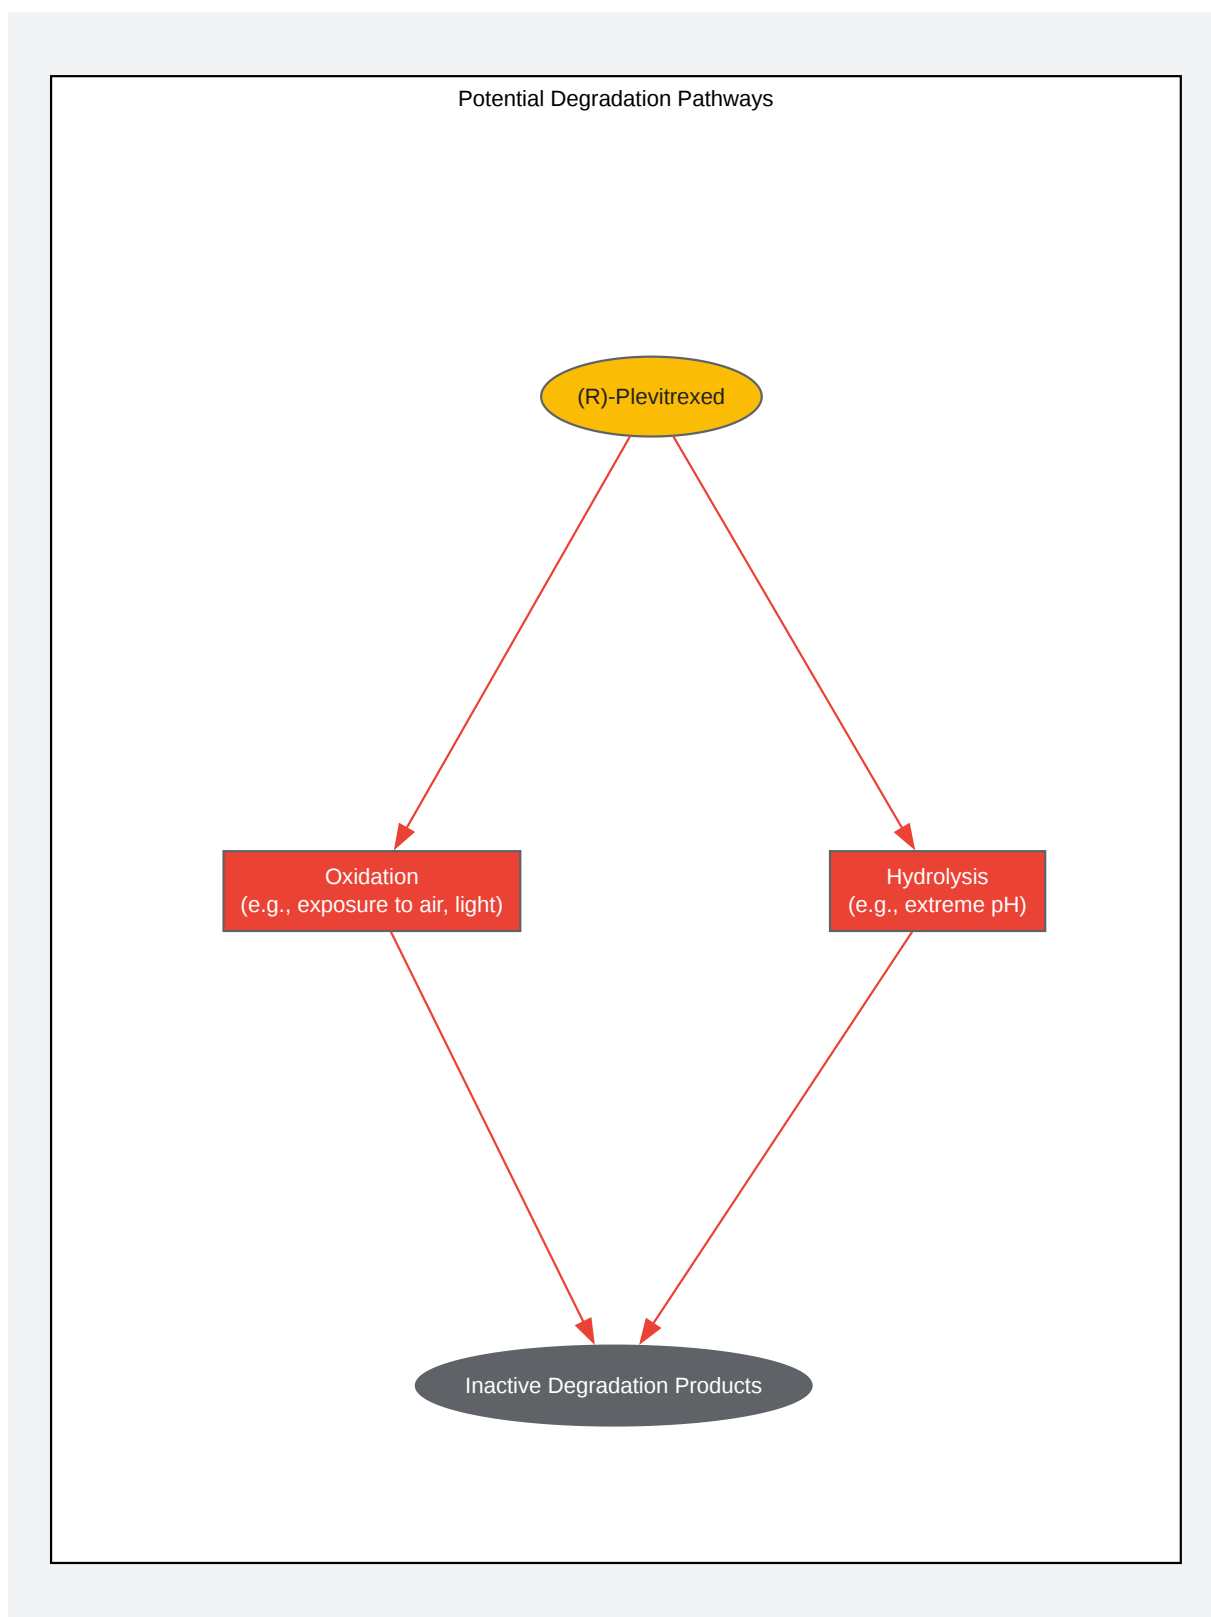 Potential Degradation Pathways
(R)-Plevitrexed
Oxidation
(e.g., exposure to air, light)
Hydrolysis
(e.g., extreme pH)
Inactive Degradation Products